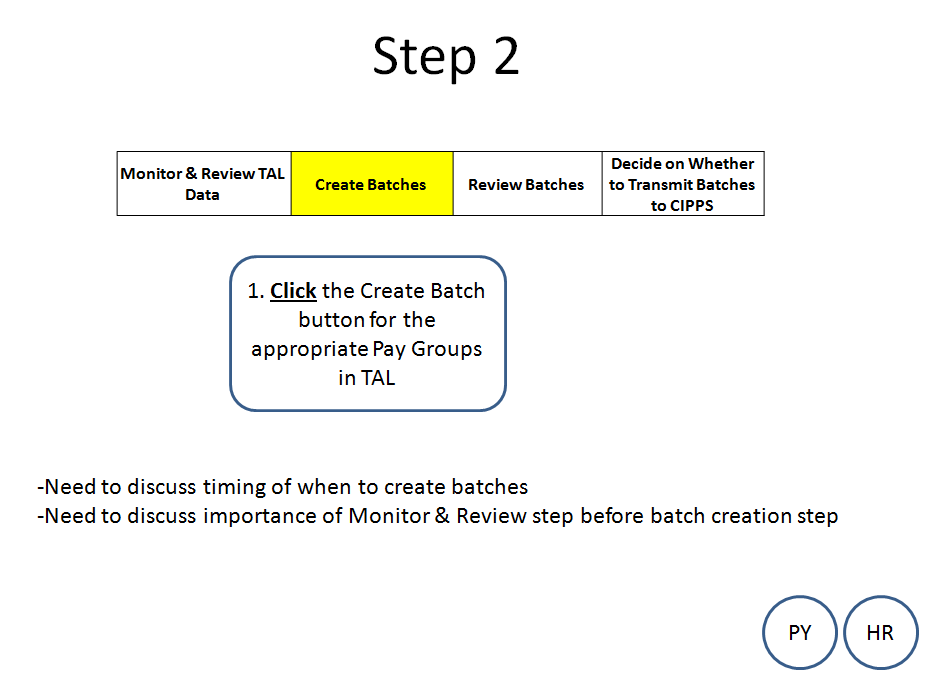 Step 2
Monitor & Review TAL
Data
Create Batches
Review Batches
Decide on Whether
to Transmit Batches
to CIPPS
1. Click the Create Batch
button for the
appropriate Pay Groups
in TAL
-Need to discuss timing of when to create batches
-Need to discuss importance of Monitor & Review step before batch creation step
PY
HR